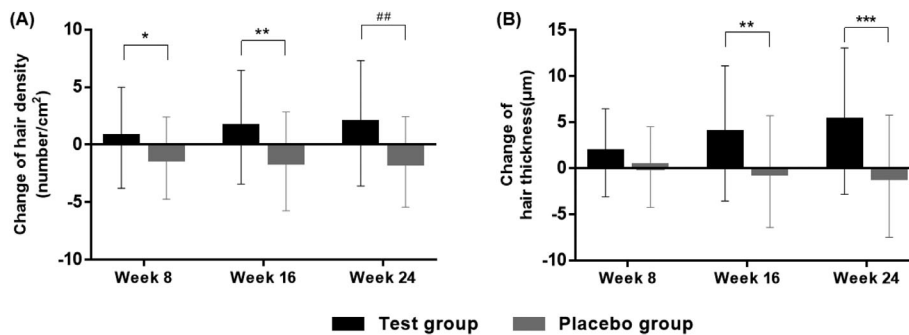 (A)
Change of hair density
(number/cm²)
10
5
0
-5
-10
*
**
##
Week 8
Week 16
Week 24
(B)
Change of
hair thickness(μm)
15
10
5
0
-5
-10
**
***
Week 8
Week 16
Week 24
Test group
Placebo group